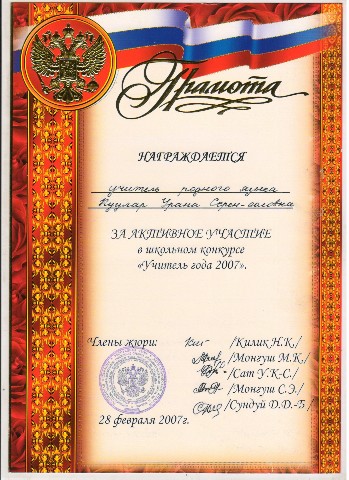 Грамота
НАГРАЖДАЕТСЯ
учитель родного языка
Куулар Урана Серен-ооловна
ЗА АКТИВНОЕ УЧАСТИЕ
в школьном конкурсе
«Учитель года 2007».
Члены жюри: /Килик Н.К./
/Монгуш М.К./
/Сат У.К-С./
/Монгуш С.Э./
/Сундуй Д.Д.-Б/
28 февраля 2007г.